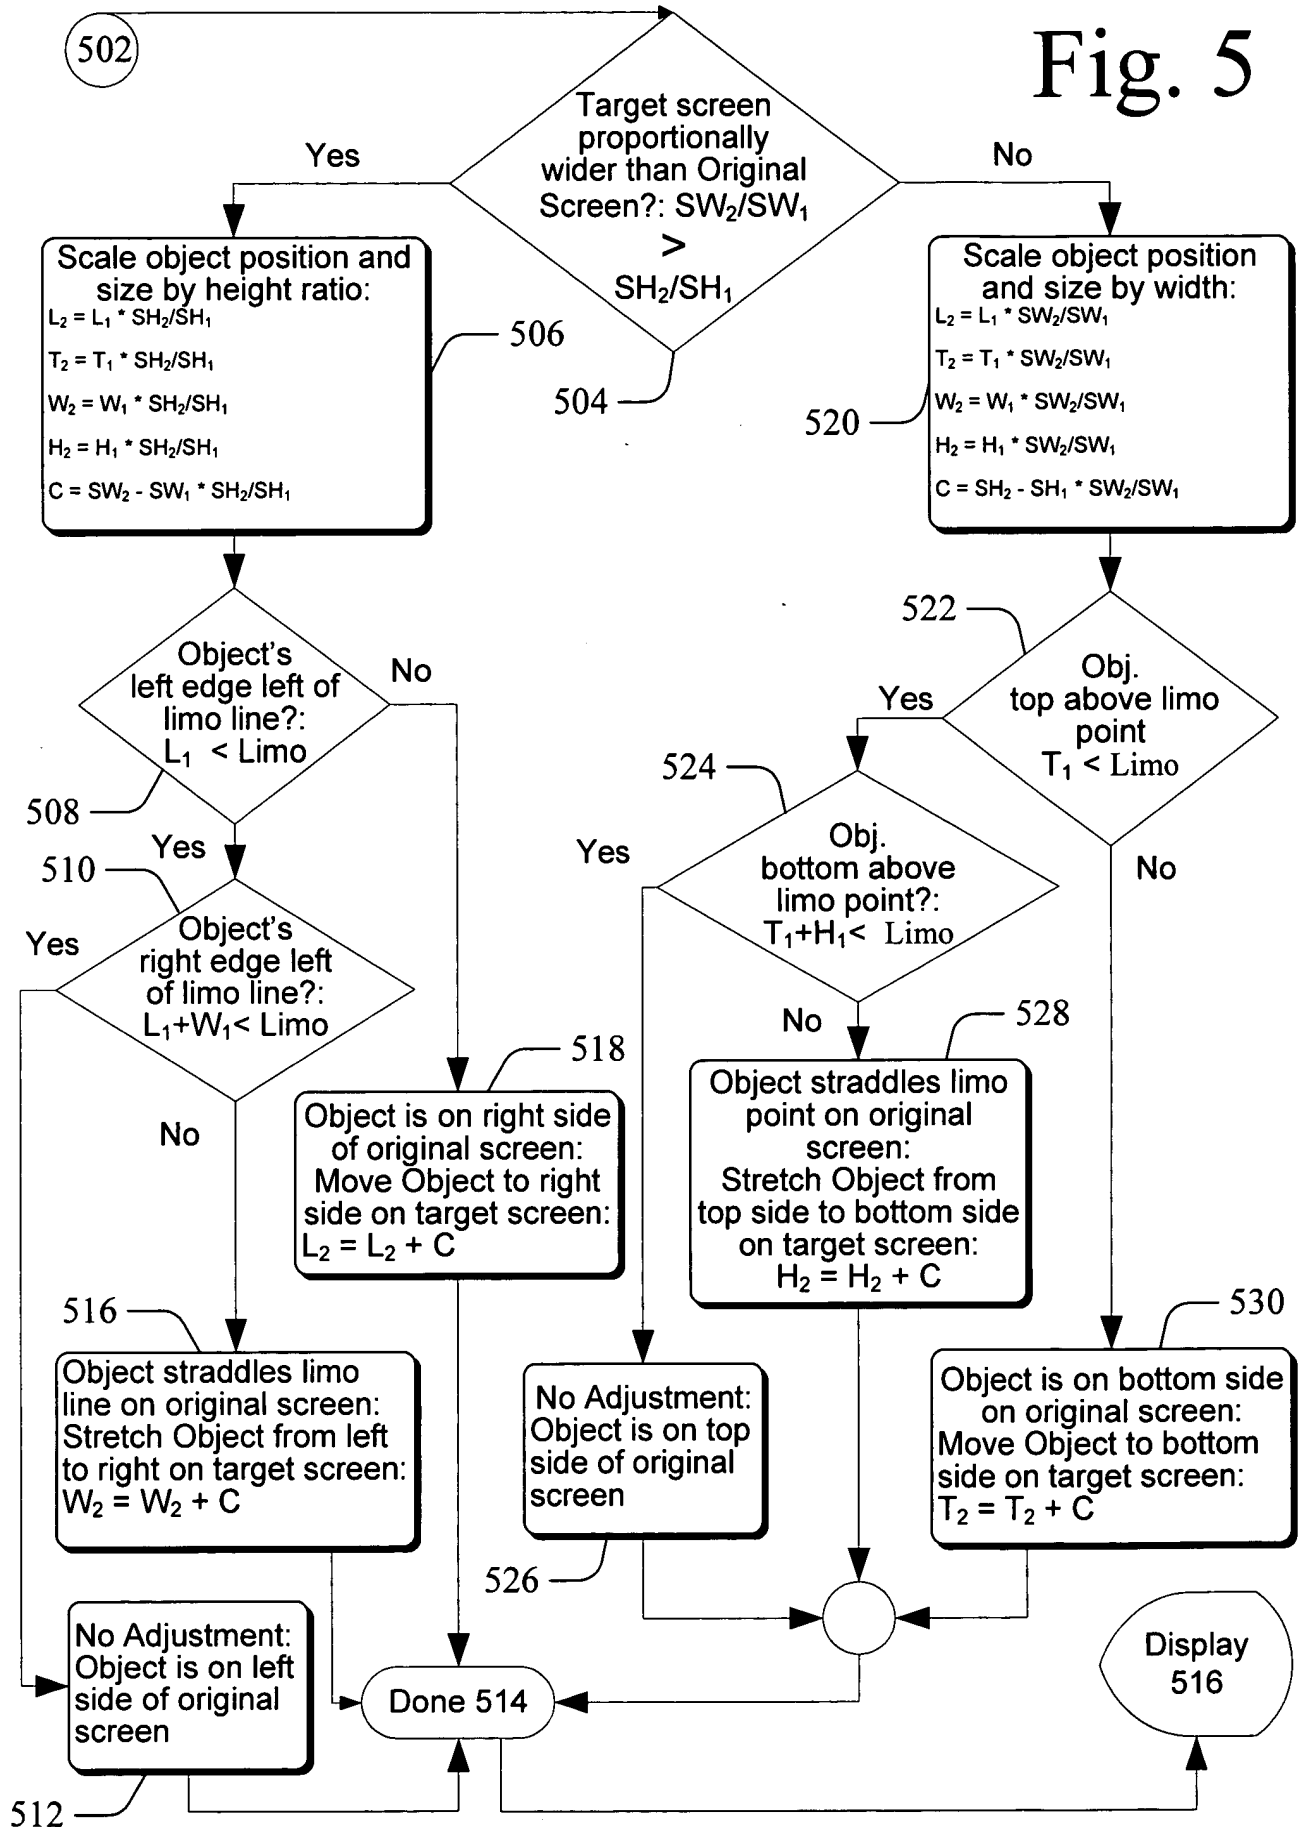 502
Fig. 5
Target screen
proportionally
wider than Original
Screen?: SW₂/SW₁
>
SH₂/SH₁
504
Yes
No
Scale object position and
size by height ratio:
L₂ = L₁ * SH₂/SH₁
T₂ = T₁ * SH₂/SH₁
W₂ = W₁ * SH₂/SH₁
H₂ = H₁ * SH₂/SH₁
C = SW₂ - SW₁ * SH₂/SH₁
506
Scale object position
and size by width:
L₂ = L₁ * SW₂/SW₁
T₂ = T₁ * SW₂/SW₁
W₂ = W₁ * SW₂/SW₁
H₂ = H₁ * SW₂/SW₁
C = SH₂ - SH₁ * SW₂/SW₁
520
Object's
left edge left of
limo line?:
L₁ < Limo
508
No
Yes
510
Object's
right edge left
of limo line?:
L₁+W₁< Limo
Yes
No
518
Object is on right side
of original screen:
Move Object to right
side on target screen:
L₂ = L₂ + C
516
Object straddles limo
line on original screen:
Stretch Object from left
to right on target screen:
W₂ = W₂ + C
No Adjustment:
Object is on left
side of original
screen
512
522
Obj.
top above limo
point
T₁ < Limo
Yes
No
524
Obj.
bottom above
limo point?:
T₁+H₁< Limo
Yes
No
528
Object straddles limo
point on original
screen:
Stretch Object from
top side to bottom side
on target screen:
H₂ = H₂ + C
No Adjustment:
Object is on top
side of original
screen
526
530
Object is on bottom side
on original screen:
Move Object to bottom
side on target screen:
T₂ = T₂ + C
Done 514
Display
516